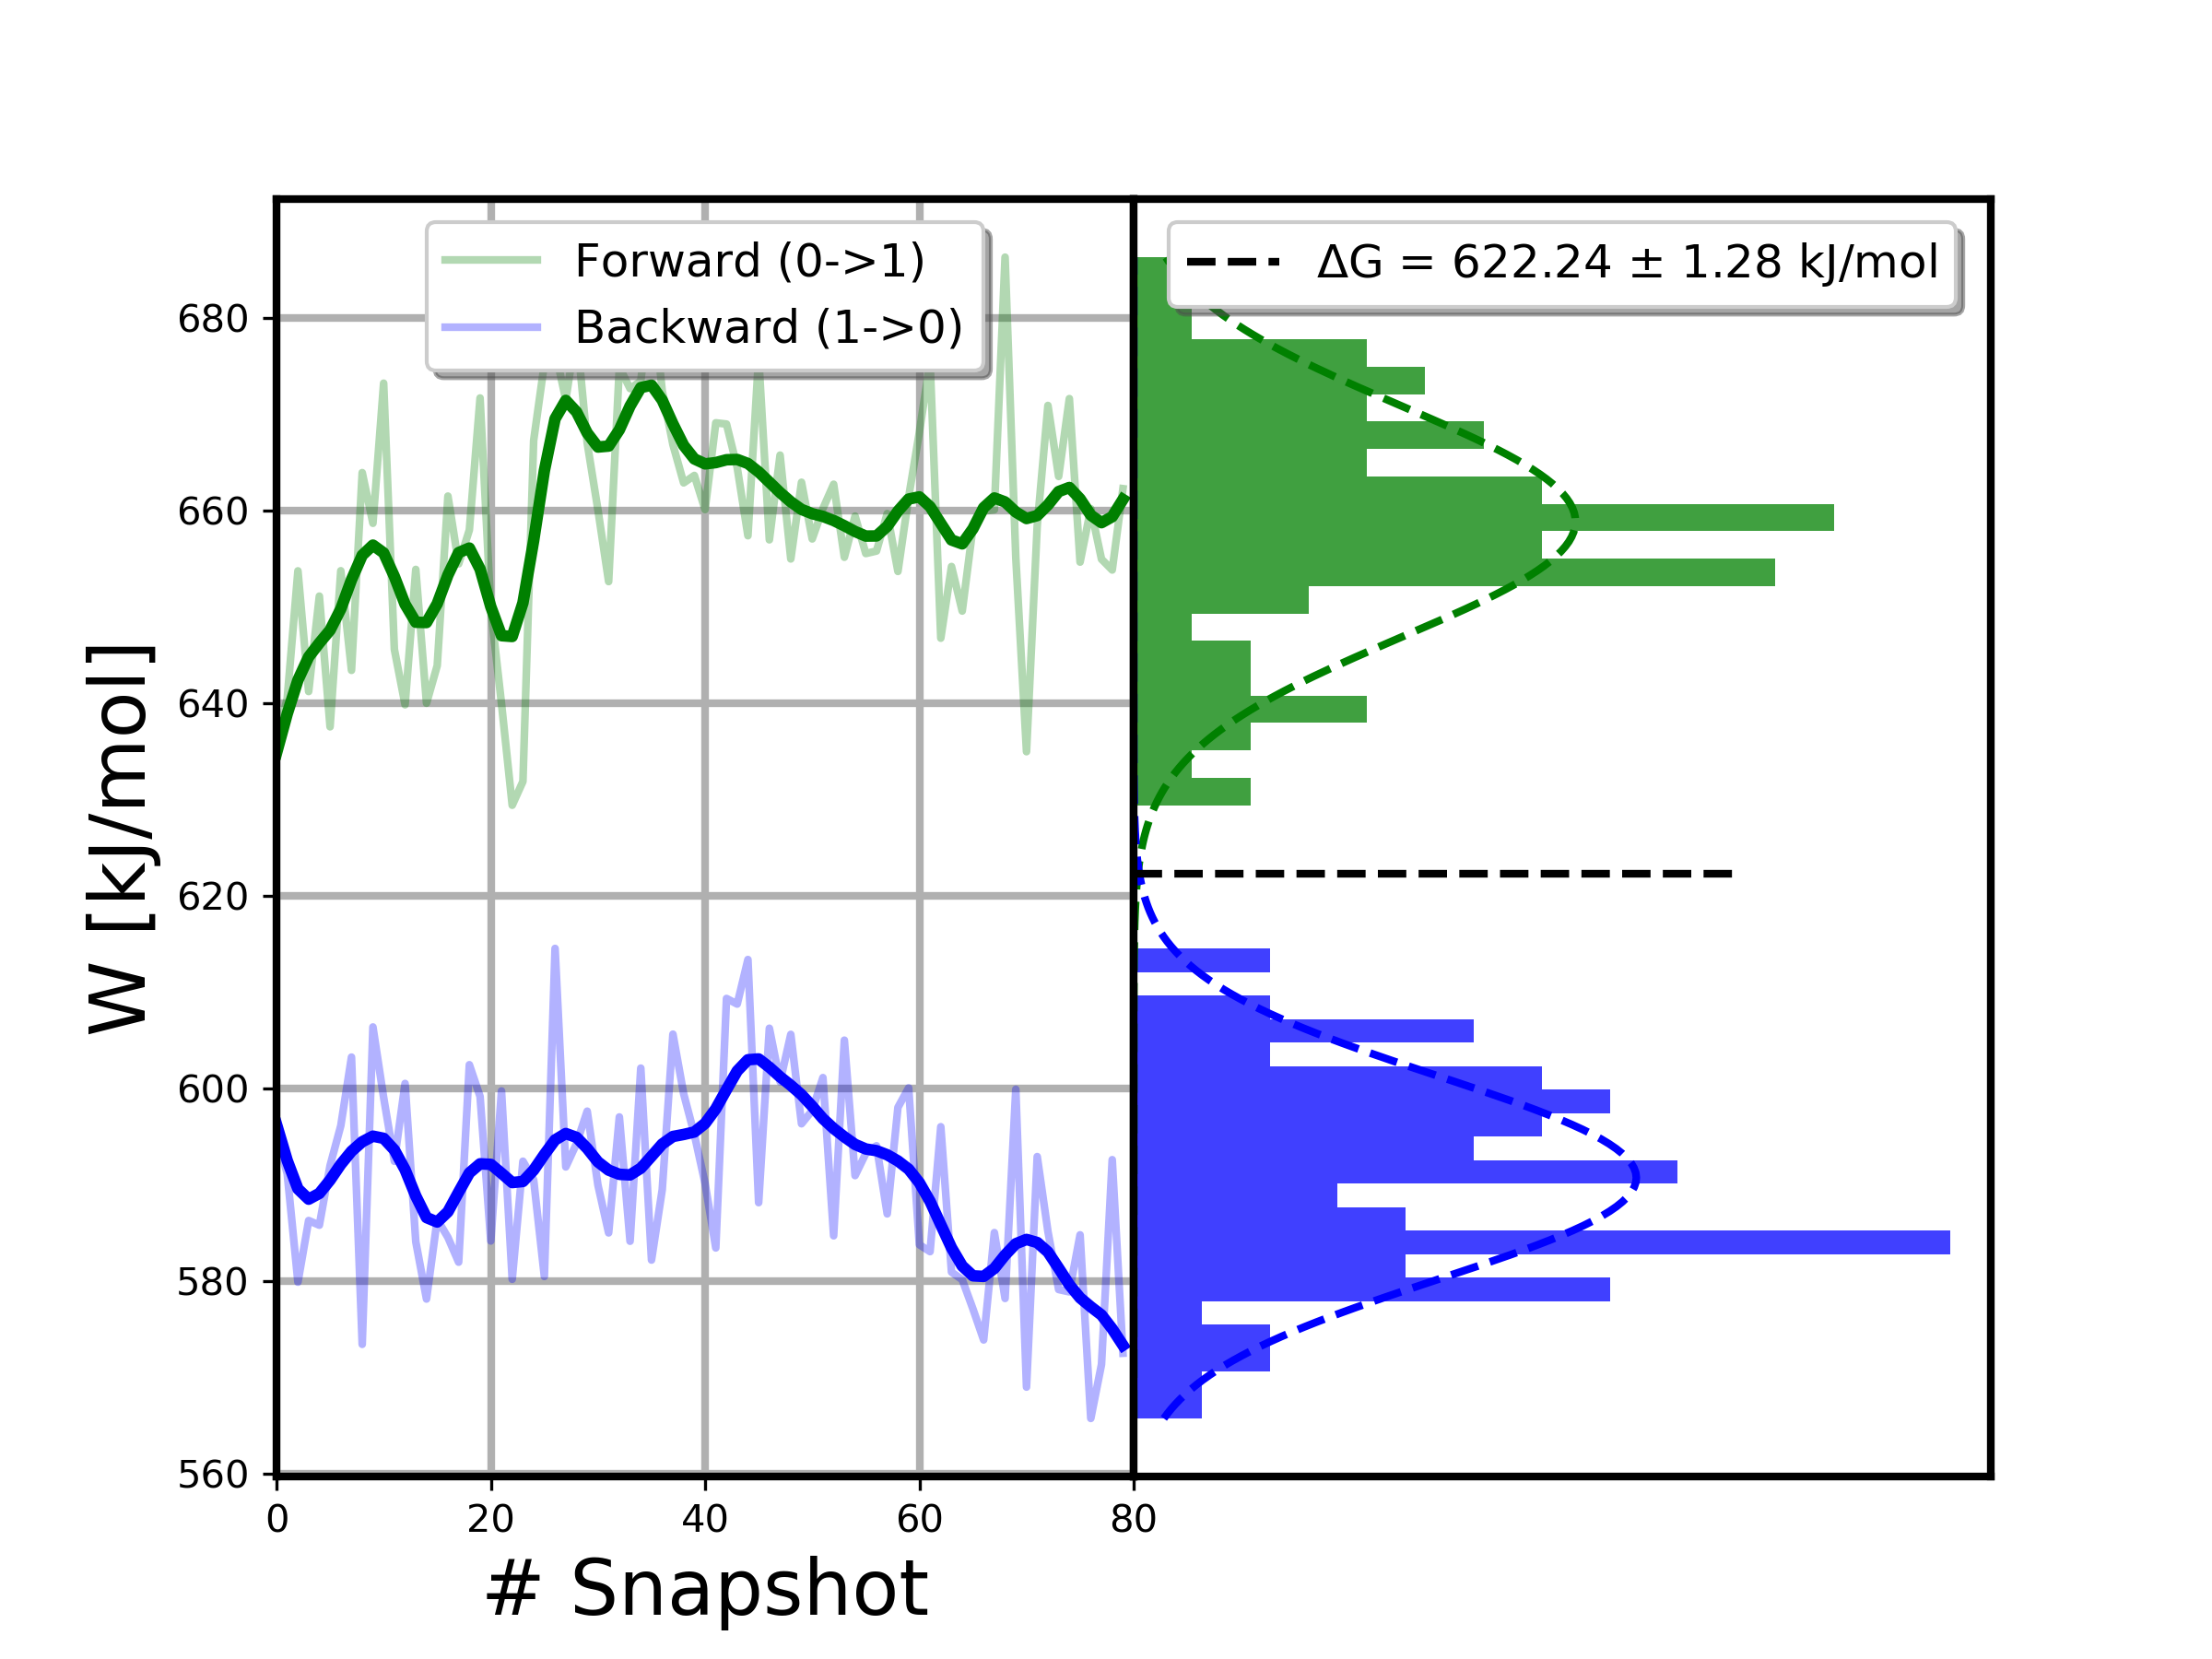 Forward (0->1)
Backward (1->0)
ΔG = 622.24 ± 1.28 kJ/mol
W [kJ/mol]
680
660
640
620
600
580
560
0 20 40 60 80
# Snapshot